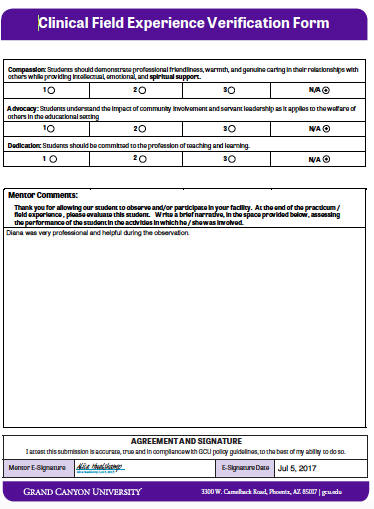 Clinical Field Experience Verification Form
Compassion: Students should demonstrate professional friendliness, warmth, and genuine caring in their relationships with
others while providing intellectual, emotional, and spiritual support.
1 2 3 N/A
Advocacy: Students understand the impact of community involvement and servant leadership as it applies to the welfare of
others in the educational setting
1 2 3 N/A
Dedication: Students should be committed to the profession of teaching and learning.
1 2 3 N/A
Mentor Comments:
Thank you for allowing our student to observe and/or participate in your facility. At the end of the practicum /
field experience , please evaluate this student. Write a brief narrative, in the space provided below, assessing
the performance of the student in the activities in which he / she was involved.
Diana was very professional and helpful during the observation.
AGREEMENT AND SIGNATURE
I attest this submission is accurate, true and in compliance with GCU policy guidelines, to the best of my ability to do so.
Mentor E-Signature E-Signature Date Jul 5, 2017
GRAND CANYON UNIVERSITY 3300 W. Camelback Road, Phoenix, AZ 85017 | gcu.edu